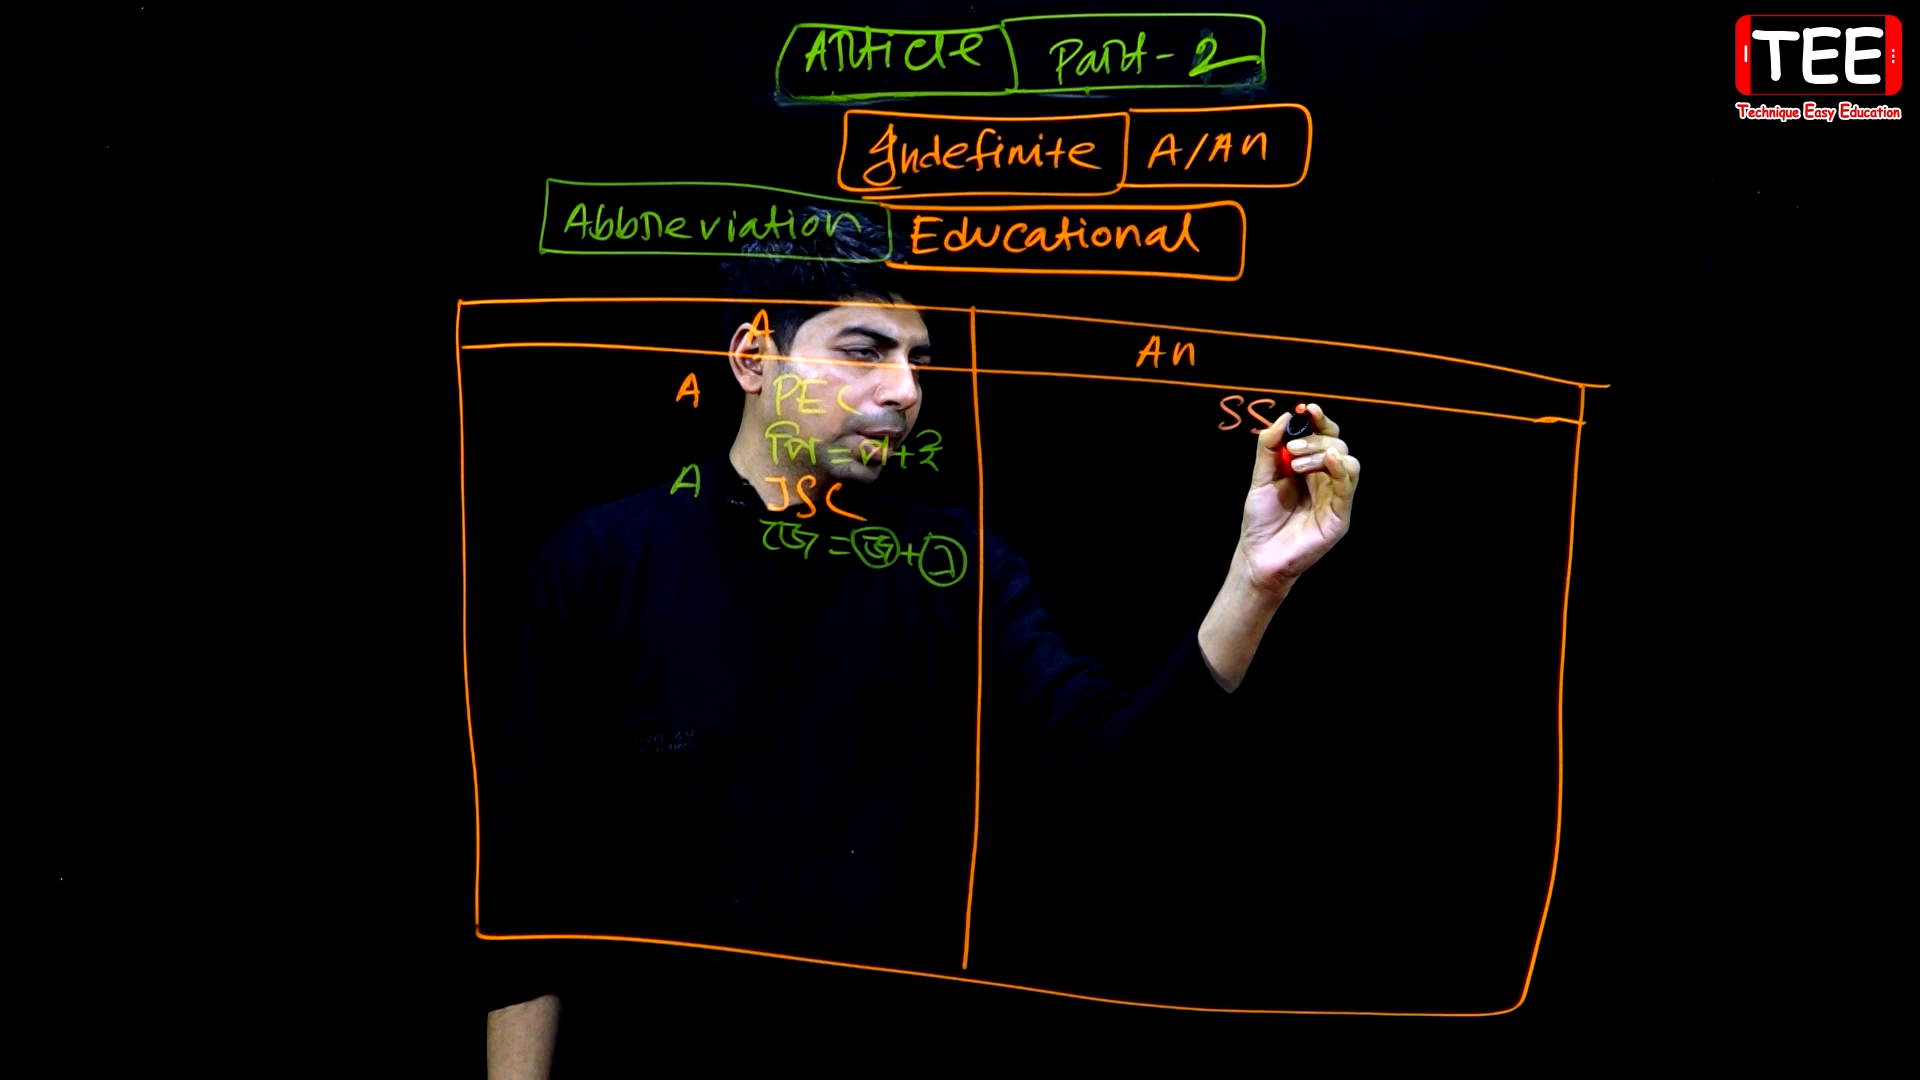 Article Part-2
TEE
Technique Easy Education
Indefinite A/An
Abbreviation Educational
A An
A PEC SS
পি = প + ই
A JSC
জে = জ + এ